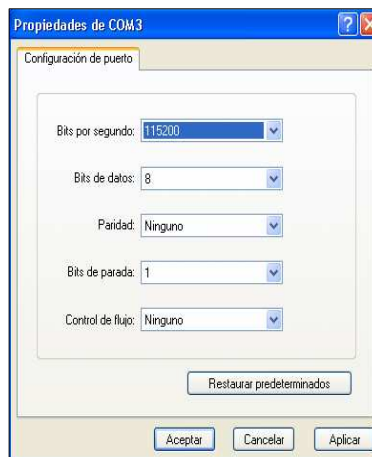 Propiedades de COM3
Configuración de puerto
Bits por segundo: 115200
Bits de datos: 8
Paridad: Ninguno
Bits de parada: 1
Control de flujo: Ninguno
Restaurar predeterminados
Aceptar Cancelar Aplicar